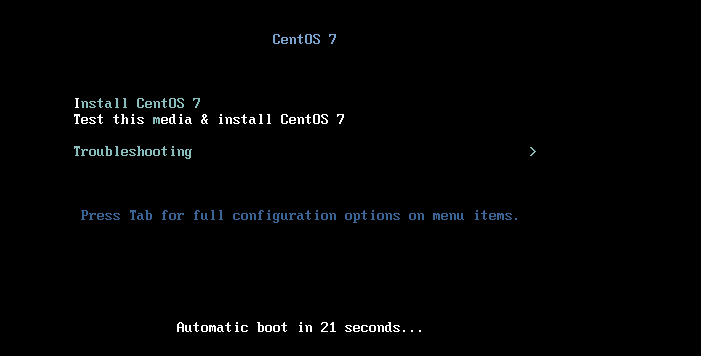 CentOS 7
Install CentOS 7
Test this media & install CentOS 7
Troubleshooting >
Press Tab for full configuration options on menu items.
Automatic boot in 21 seconds...